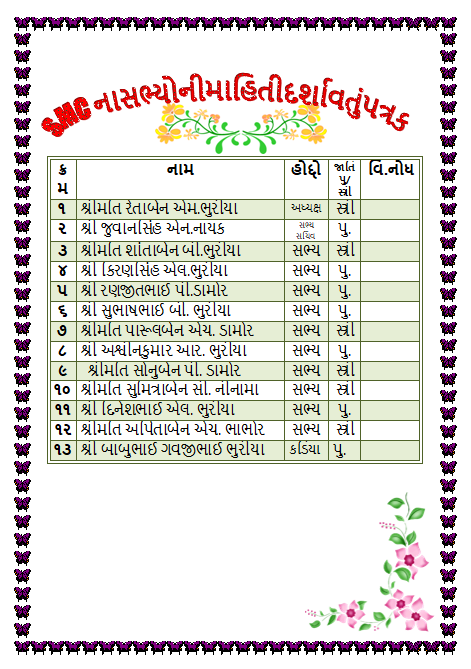 SMC નાસભ્યોનીમાહિતીદર્શાવતુંપત્રક
ક્રમ નામ હોદ્દો જાતિ પુ/સ્ત્રી વિ.નોધ
૧ શ્રીમતિ રેતાબેન એમ.ભુરીયા અધ્યક્ષ સ્ત્રી
૨ શ્રી જુવાનસિંહ એન.નાયક સભ્ય સચિવ પુ.
૩ શ્રીમતિ શાંતાબેન બી.ભુરીયા સભ્ય સ્ત્રી
૪ શ્રી કિરણસિંહ એલ.ભુરીયા સભ્ય પુ.
૫ શ્રી રણજીતભાઈ પી.ડામોર સભ્ય પુ.
૬ શ્રી સુભાષભાઈ બી. ભુરીયા સભ્ય પુ.
૭ શ્રીમતિ પારૂલબેન એચ. ડામોર સભ્ય સ્ત્રી
૮ શ્રી અશ્વીનકુમાર આર. ભુરીયા સભ્ય પુ.
૯ શ્રીમતિ સોનુબેન પી. ડામોર સભ્ય સ્ત્રી
૧૦ શ્રીમતિ સુમિત્રાબેન સી. નીનામા સભ્ય સ્ત્રી
૧૧ શ્રી દિનેશભાઈ એલ. ભુરીયા સભ્ય પુ.
૧૨ શ્રીમતિ અર્પિતાબેન એચ. ભાભોર સભ્ય સ્ત્રી
૧૩ શ્રી બાબુભાઈ ગવજીભાઈ ભુરીયા કડિયા પુ.